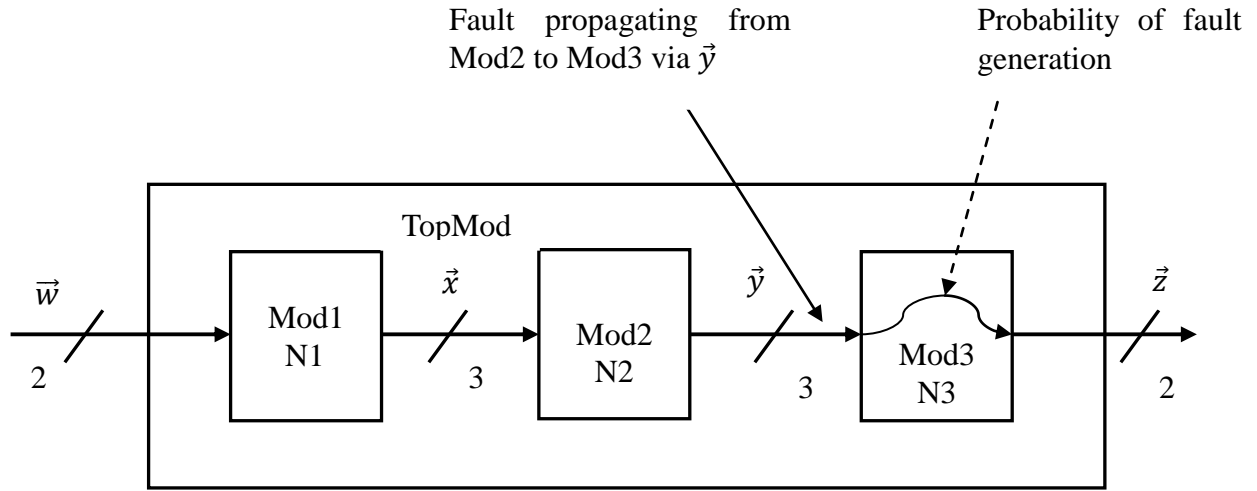 Fault propagating from
Mod2 to Mod3 via y⃗
Probability of fault
generation
TopMod
w⃗
2
Mod1
N1
x⃗
3
Mod2
N2
y⃗
3
Mod3
N3
z⃗
2